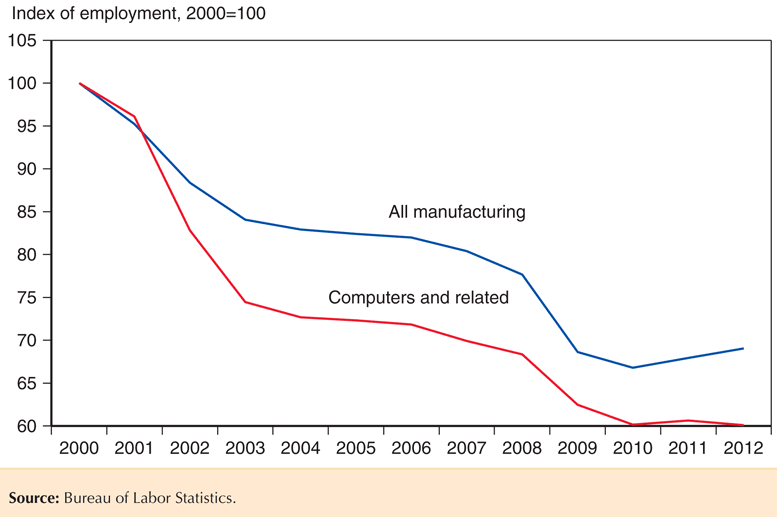 Index of employment, 2000=100
105
100
95
90
85
80
75
70
65
60
All manufacturing
Computers and related
2000 2001 2002 2003 2004 2005 2006 2007 2008 2009 2010 2011 2012
Source: Bureau of Labor Statistics.